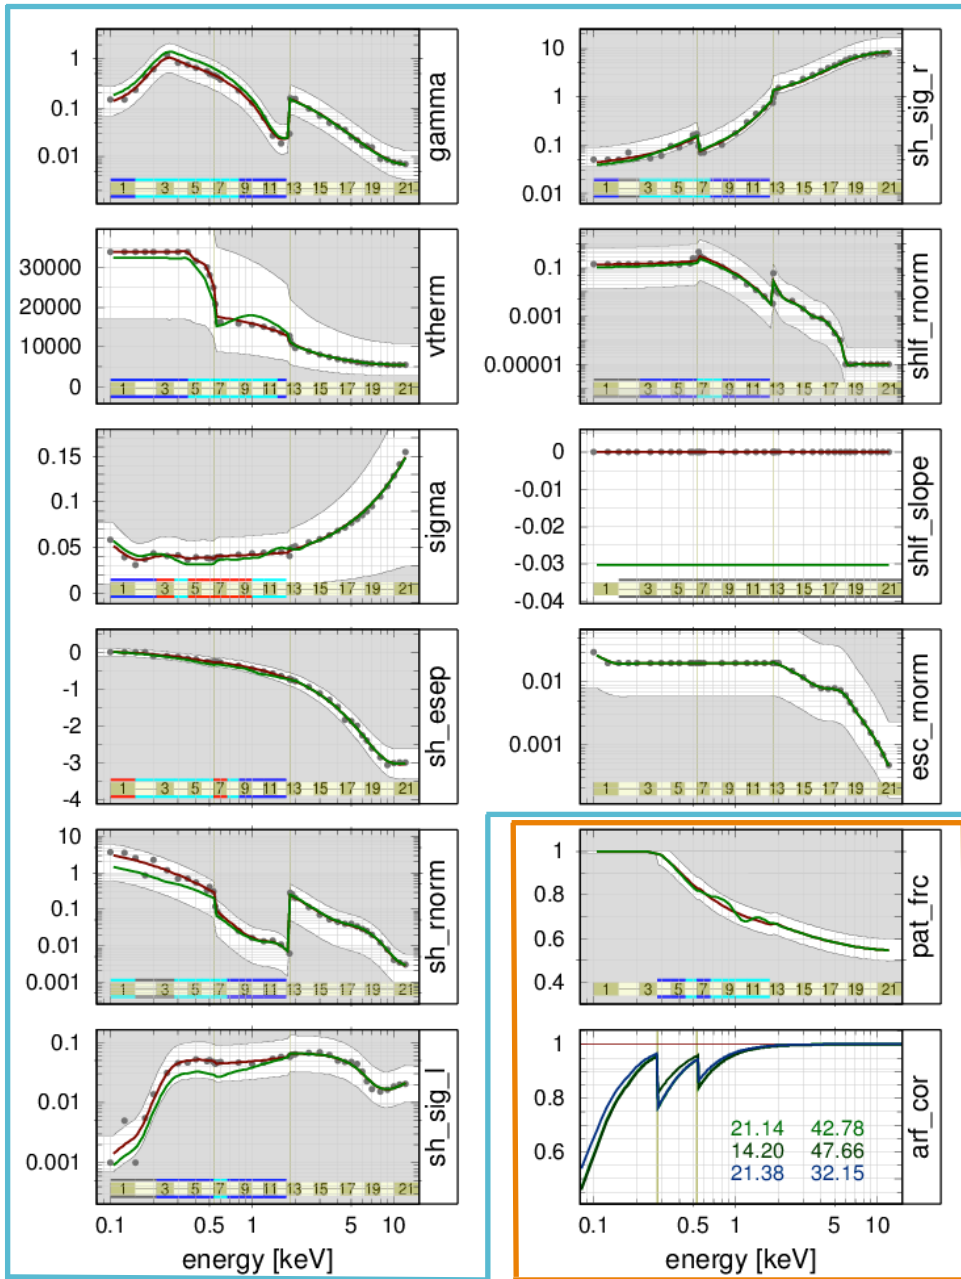 1
0.1
0.01
gamma
1 3 5 7 9 11 13 15 17 19 21
10
1
0.1
0.01
sh_sig_r
1 3 5 7 9 11 13 15 17 19 21
30000
20000
10000
0
vtherm
1 3 5 7 9 11 13 15 17 19 21
0.1
0.001
0.00001
shlf_rnorm
1 3 5 7 9 11 13 15 17 19 21
0.15
0.1
0.05
0
sigma
1 3 5 7 9 11 13 15 17 19 21
0
-0.01
-0.02
-0.03
-0.04
shlf_slope
1 3 5 7 9 11 13 15 17 19 21
0
-1
-2
-3
-4
sh_esep
1 3 5 7 9 11 13 15 17 19 21
0.01
0.001
esc_rnorm
1 3 5 7 9 11 13 15 17 19 21
10
1
0.1
0.01
0.001
sh_rnorm
1 3 5 7 9 11 13 15 17 19 21
1
0.8
0.6
0.4
pat_frc
1 3 5 7 9 11 13 15 17 19 21
0.1
0.01
0.001
sh_sig_l
1 3 5 7 9 11 13 15 17 19 21
0.1 0.5 1 5 10
energy [keV]
1
0.8
0.6
arf_cor
21.14 42.78
14.20 47.66
21.38 32.15
0.1 0.5 1 5 10
energy [keV]